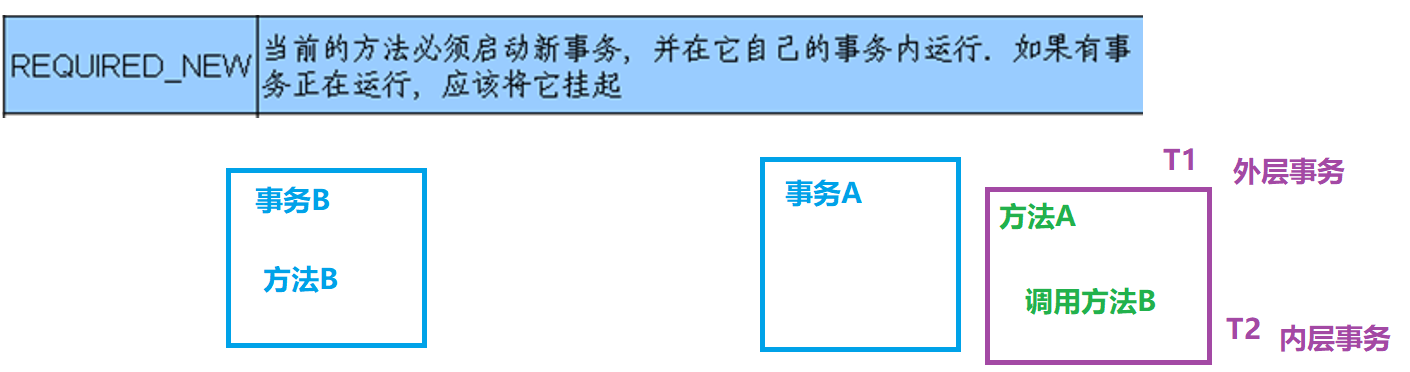 REQUIRED_NEW
当前的方法必须启动新事务，并在它自己的事务内运行．如果有事
务正在运行，应该将它挂起
事务B
方法B
事务A
T1
外层事务
方法A
调用方法B
T2
内层事务